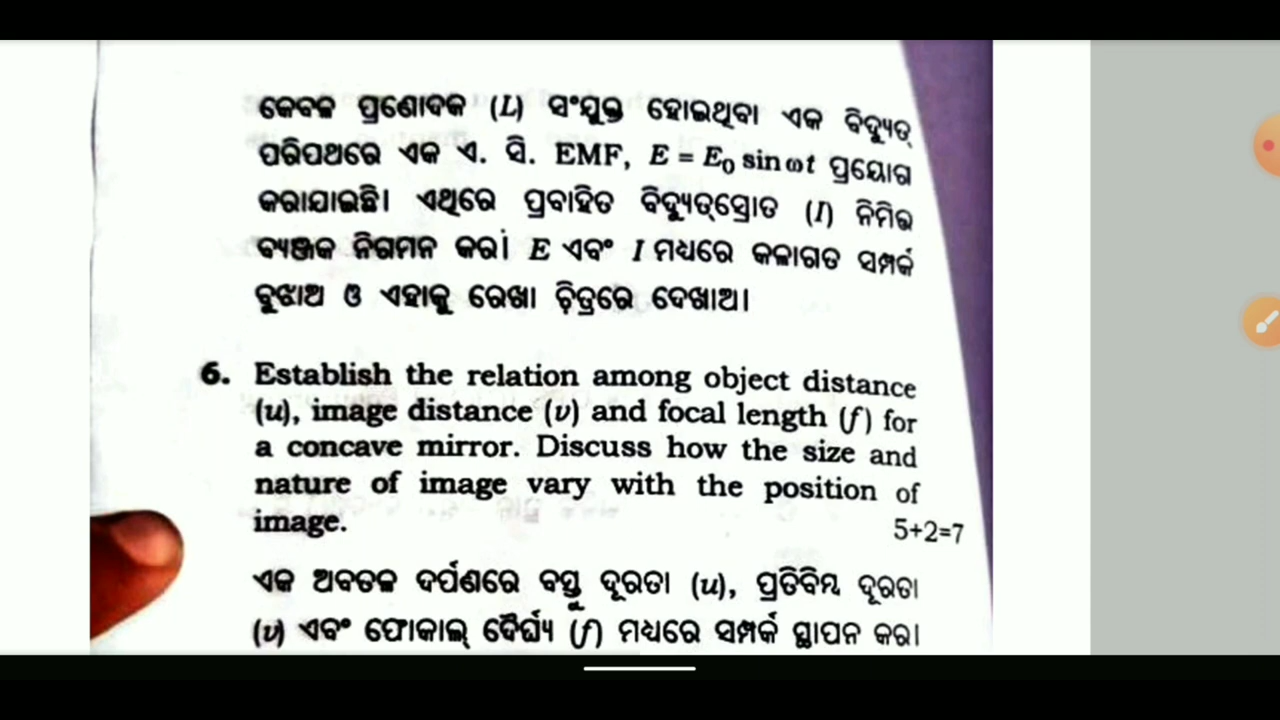 କେବଳ ପ୍ରଣୋଦକ (L) ସଂଯୁକ୍ତ ହୋଇଥିବା ଏକ ବିଦ୍ୟୁତ୍
ପରିପଥରେ ଏକ ଏ. ସି. EMF, E = E₀ sin ωt ପ୍ରୟୋଗ
କରାଯାଇଛି। ଏଥିରେ ପ୍ରବାହିତ ବିଦ୍ୟୁତ୍‌ସ୍ରୋତ (I) ନିମିତ୍ତ
ବ୍ୟଞ୍ଜକ ନିଗମନ କର। E ଏବଂ I ମଧ୍ୟରେ କଳାଗତ ସମ୍ପର୍କ
ବୁଝାଅ ଓ ଏହାକୁ ରେଖା ଚିତ୍ରରେ ଦେଖାଅ।
6. Establish the relation among object distance
(u), image distance (v) and focal length (f) for
a concave mirror. Discuss how the size and
nature of image vary with the position of
image. 5+2=7
ଏକ ଅବତଳ ଦର୍ପଣରେ ବସ୍ତୁ ଦୂରତା (u), ପ୍ରତିବିମ୍ବ ଦୂରତା
(v) ଏବଂ ଫୋକାଲ୍ ଦୈର୍ଘ୍ୟ (f) ମଧ୍ୟରେ ସମ୍ପର୍କ ସ୍ଥାପନ କର।